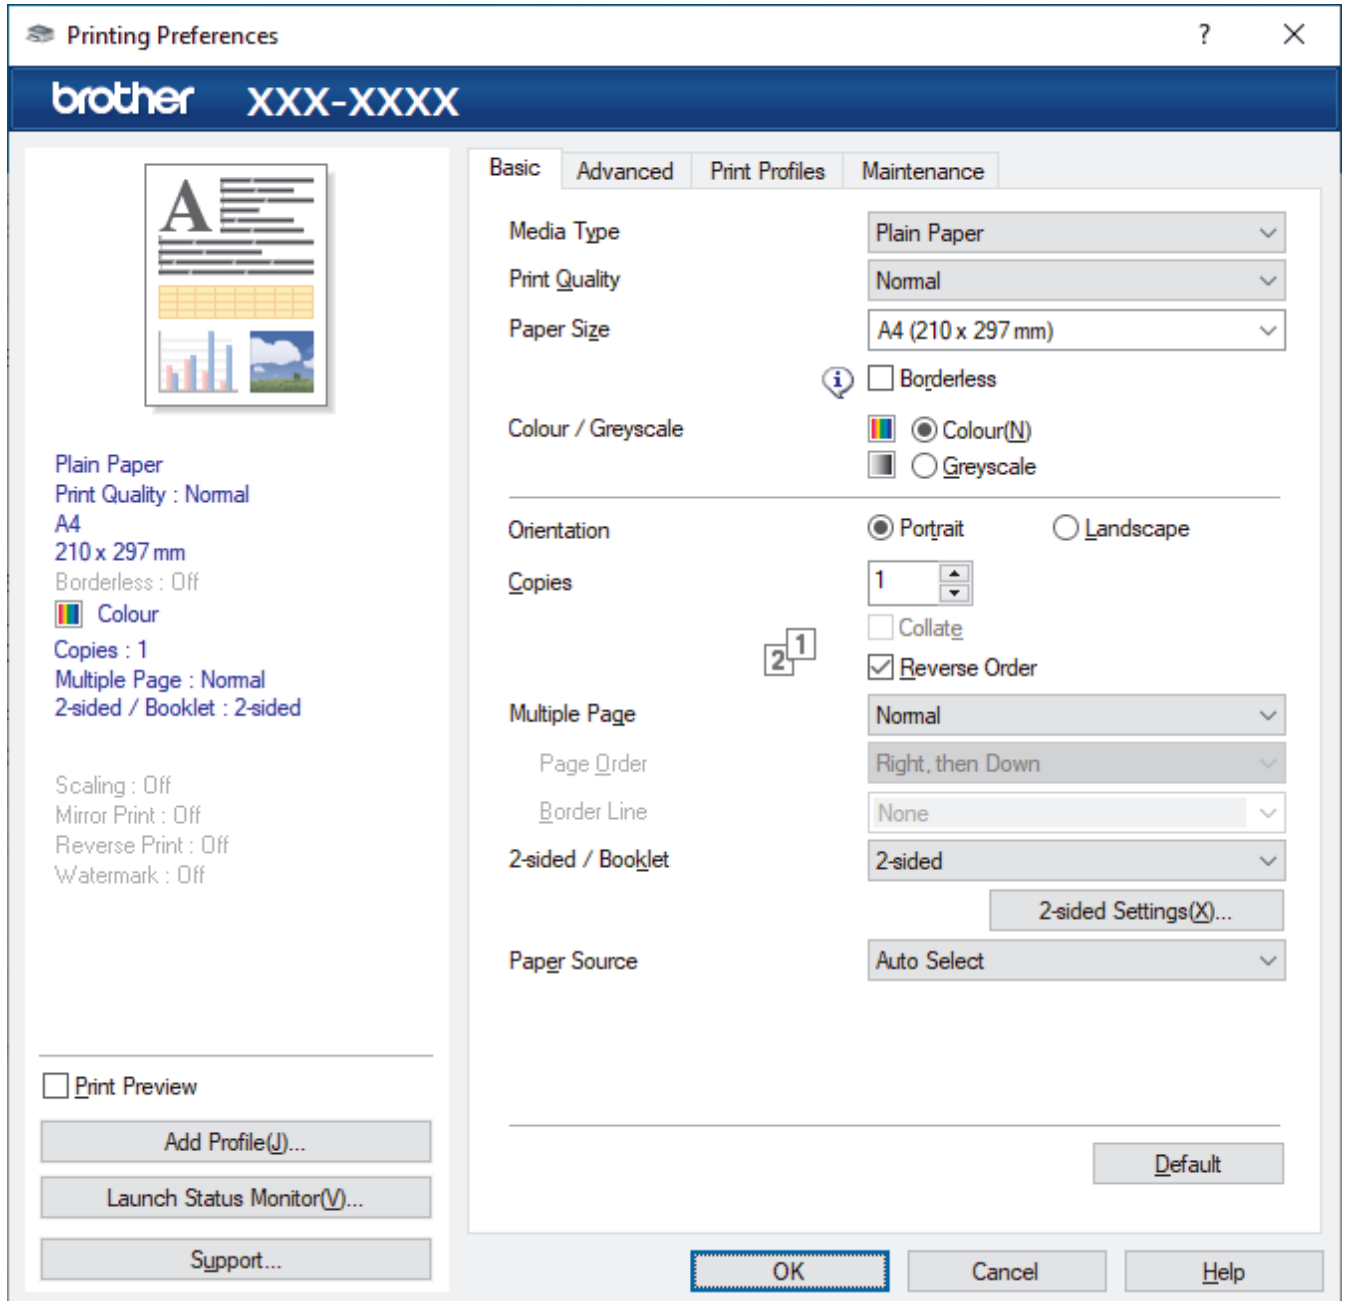 Printing Preferences
?
brother XXX-XXXX
A
Plain Paper
Print Quality : Normal
A4
210 x 297 mm
Borderless : Off
Colour
Copies : 1
Multiple Page : Normal
2-sided / Booklet : 2-sided
Scaling : Off
Mirror Print : Off
Reverse Print : Off
Watermark : Off
Print Preview
Add Profile(J)...
Launch Status Monitor(V)...
Support...
Basic Advanced Print Profiles Maintenance
Media Type Plain Paper
Print Quality Normal
Paper Size A4 (210 x 297 mm)
i Borderless
Colour / Greyscale Colour(N)
Greyscale
Orientation Portrait Landscape
Copies 1
Collate
2 1 Reverse Order
Multiple Page Normal
Page Order Right, then Down
Border Line None
2-sided / Booklet 2-sided
2-sided Settings(X)...
Paper Source Auto Select
Default
OK Cancel Help